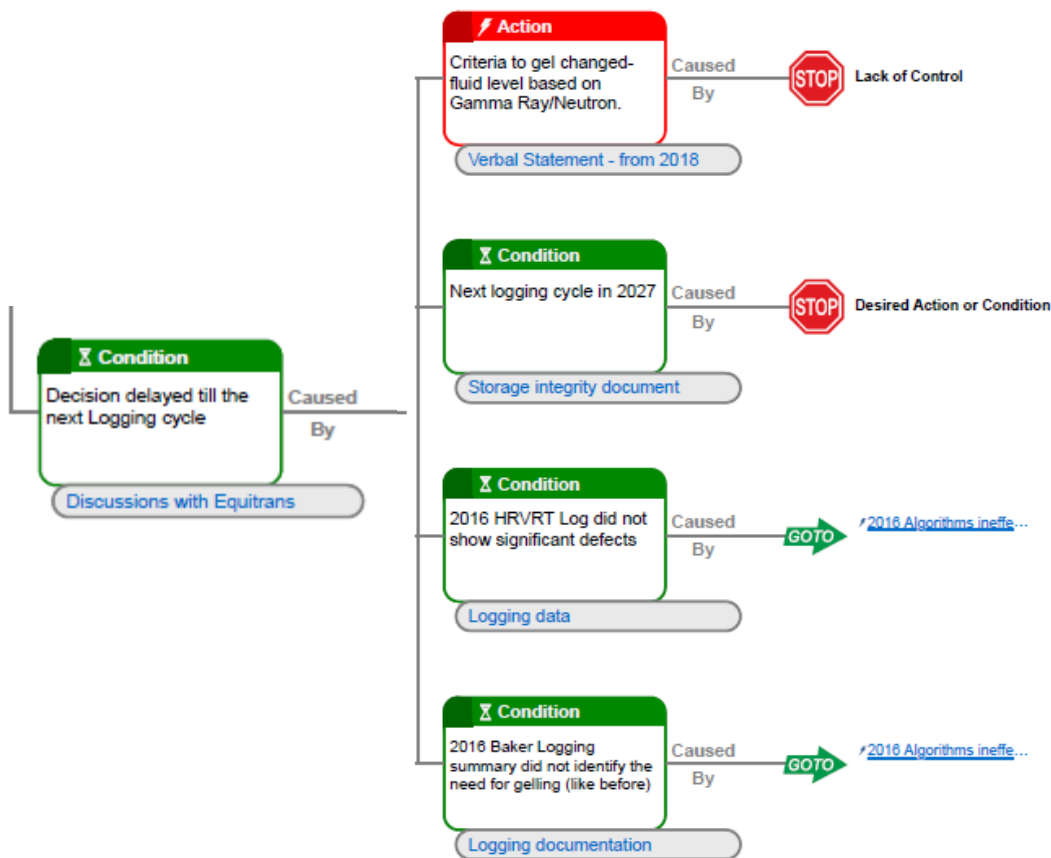 Action
Criteria to gel changed-
fluid level based on
Gamma Ray/Neutron.
Verbal Statement - from 2018
Caused
By
STOP
Lack of Control
Condition
Next logging cycle in 2027
Storage integrity document
Caused
By
STOP
Desired Action or Condition
Condition
Decision delayed till the
next Logging cycle
Discussions with Equitrans
Caused
By
Condition
2016 HRVRT Log did not
show significant defects
Logging data
Caused
By
GOTO
2016 Algorithms ineffe...
Condition
2016 Baker Logging
summary did not identify the
need for gelling (like before)
Logging documentation
Caused
By
GOTO
2016 Algorithms ineffe...